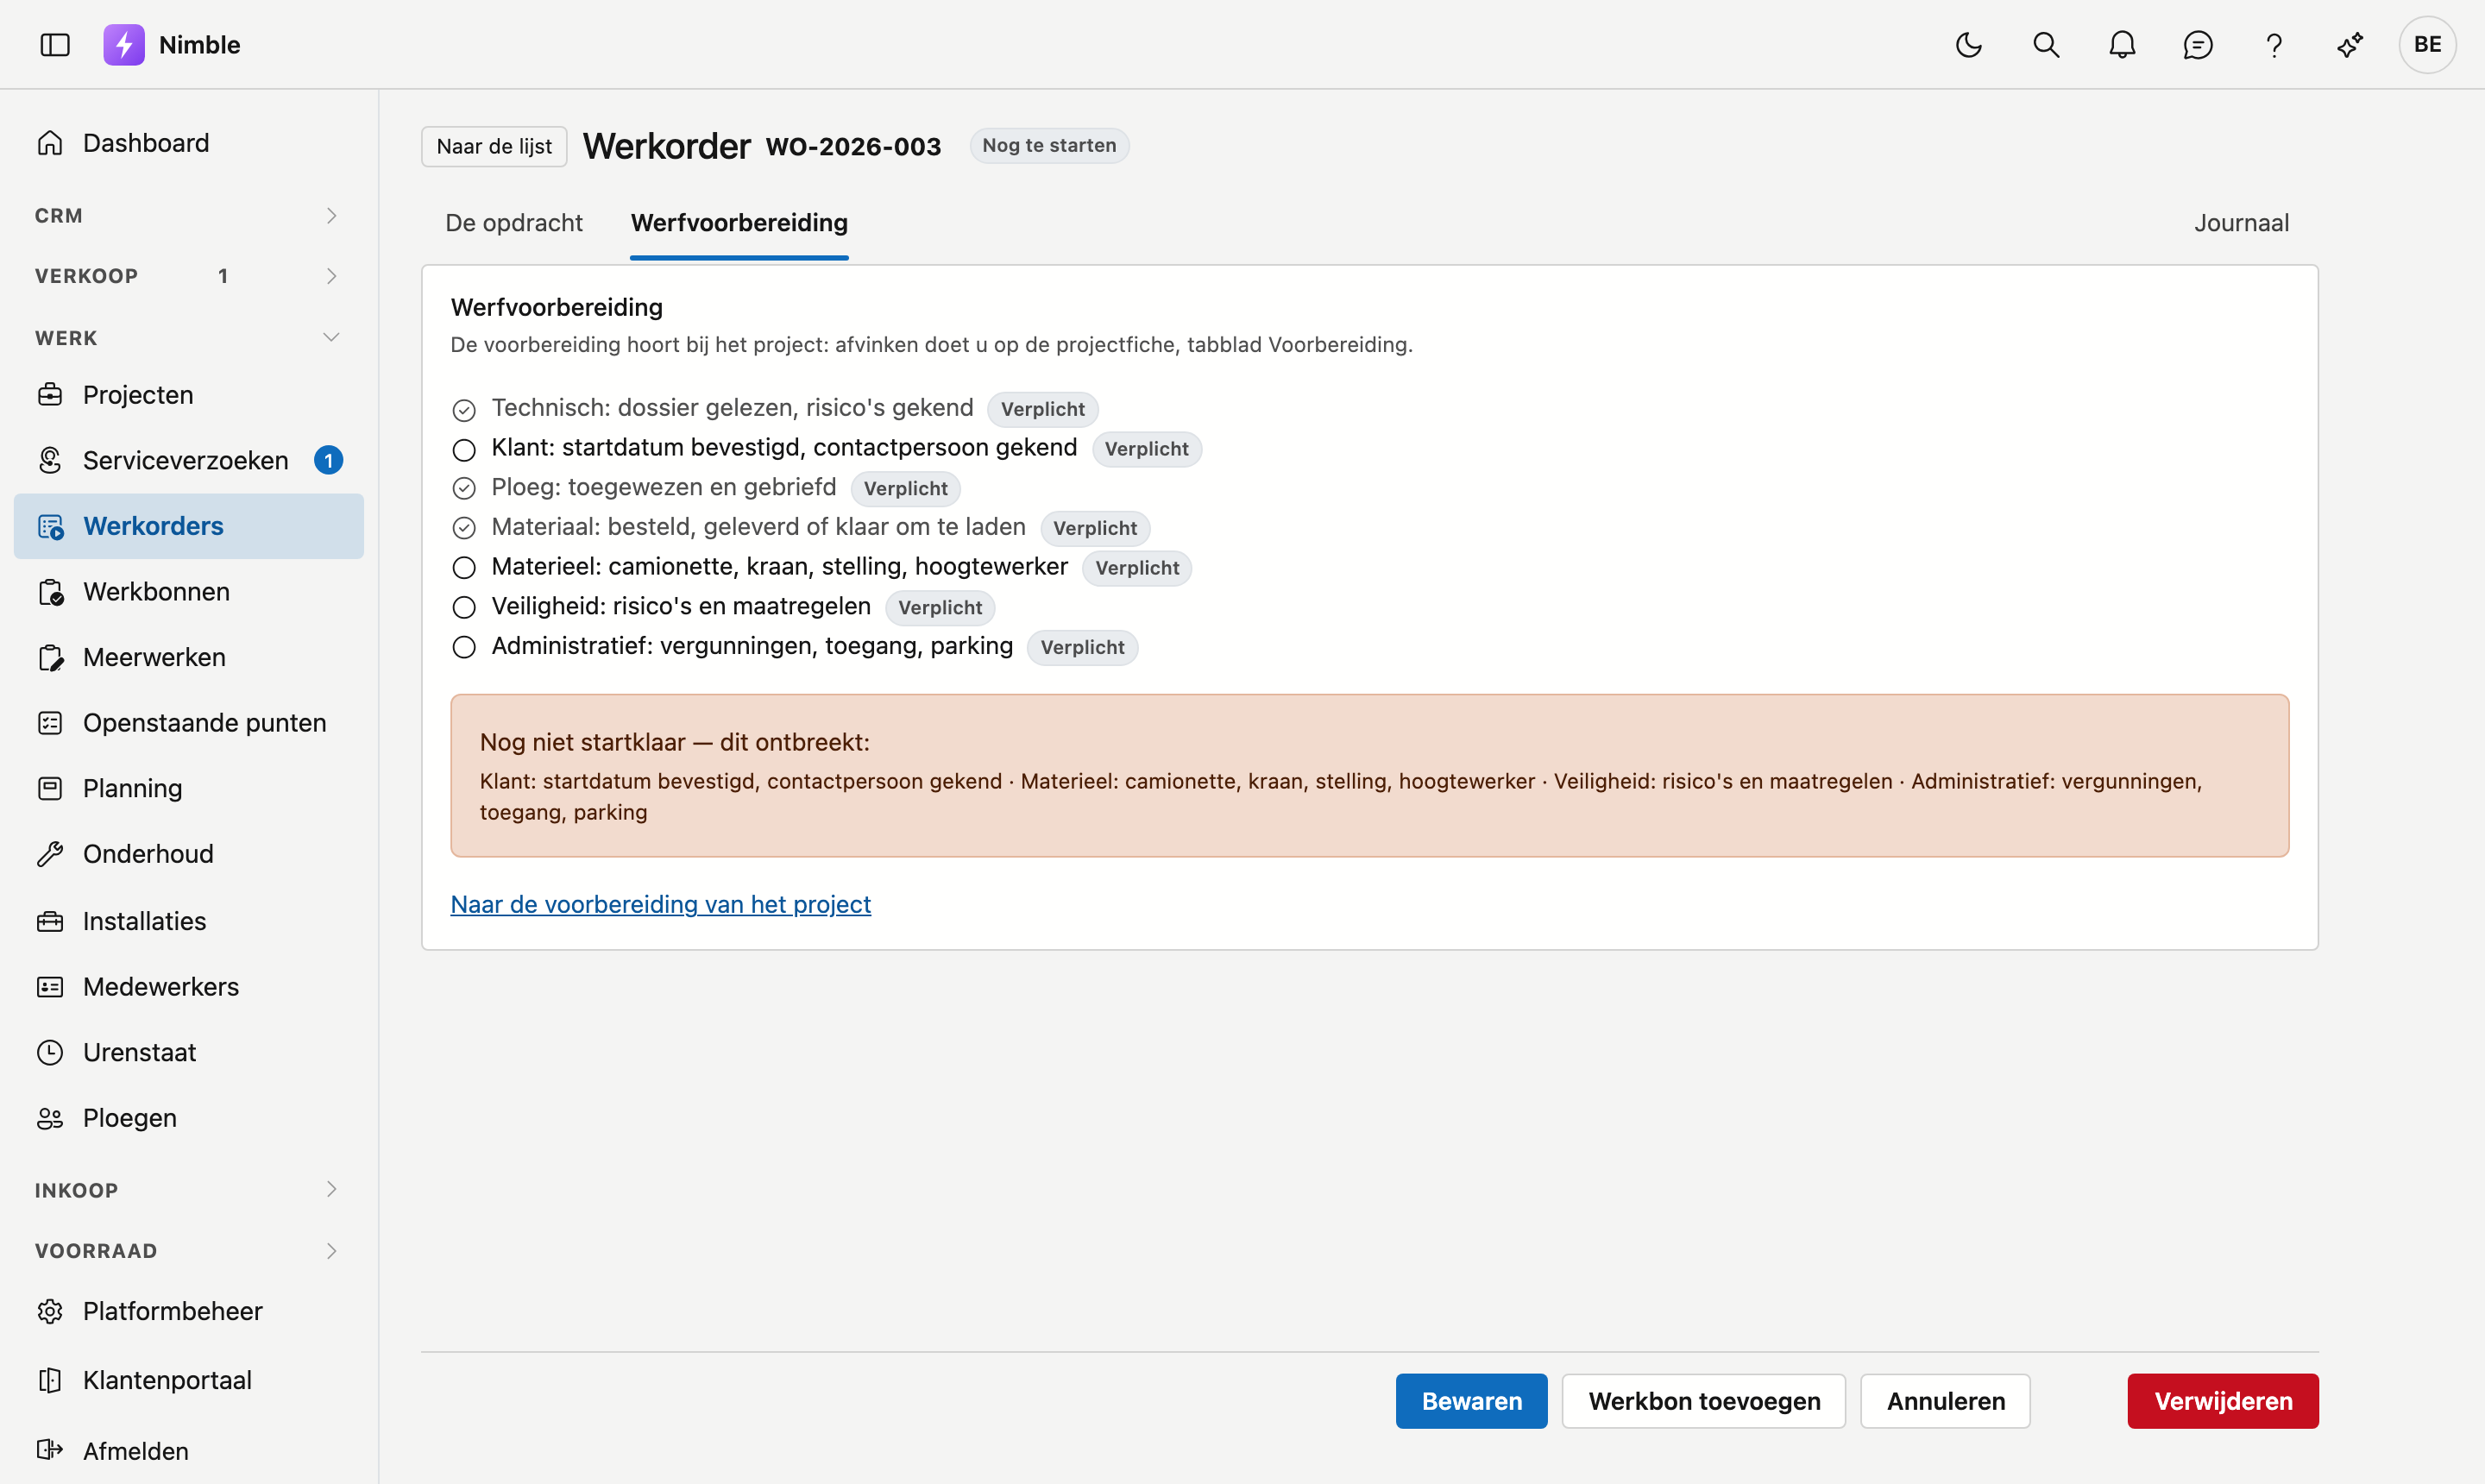 Nimble
BE
Dashboard
CRM
VERKOOP 1
WERK
Projecten
Serviceverzoeken 1
Werkorders
Werkbonnen
Meerwerken
Openstaande punten
Planning
Onderhoud
Installaties
Medewerkers
Urenstaat
Ploegen
INKOOP
VOORRAAD
Platformbeheer
Klantenportaal
Afmelden
Naar de lijst Werkorder WO-2026-003 Nog te starten
De opdracht Werfvoorbereiding Journaal
Werfvoorbereiding
De voorbereiding hoort bij het project: afvinken doet u op de projectfiche, tabblad Voorbereiding.
Technisch: dossier gelezen, risico's gekend Verplicht
Klant: startdatum bevestigd, contactpersoon gekend Verplicht
Ploeg: toegewezen en gebriefd Verplicht
Materiaal: besteld, geleverd of klaar om te laden Verplicht
Materieel: camionette, kraan, stelling, hoogtewerker Verplicht
Veiligheid: risico's en maatregelen Verplicht
Administratief: vergunningen, toegang, parking Verplicht
Nog niet startklaar — dit ontbreekt:
Klant: startdatum bevestigd, contactpersoon gekend · Materieel: camionette, kraan, stelling, hoogtewerker · Veiligheid: risico's en maatregelen · Administratief: vergunningen,
toegang, parking
Naar de voorbereiding van het project
Bewaren Werkbon toevoegen Annuleren Verwijderen